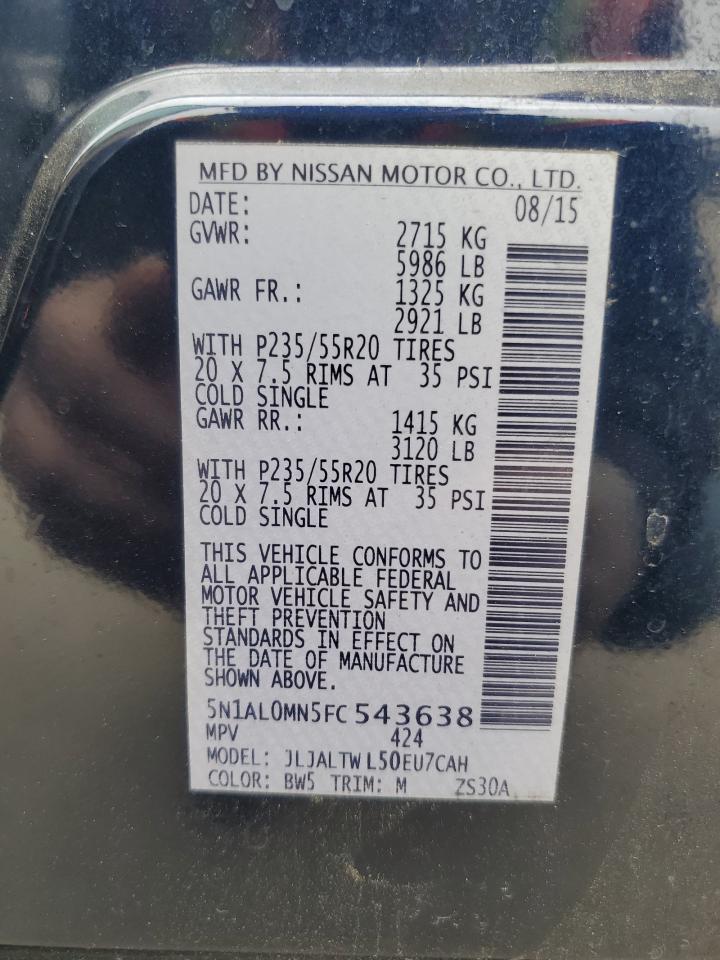 MFD BY NISSAN MOTOR CO., LTD.
DATE: 08/15
GVWR: 2715 KG
5986 LB
GAWR FR.: 1325 KG
2921 LB
WITH P235/55R20 TIRES
20 X 7.5 RIMS AT 35 PSI
COLD SINGLE
GAWR RR.: 1415 KG
3120 LB
WITH P235/55R20 TIRES
20 X 7.5 RIMS AT 35 PSI
COLD SINGLE
THIS VEHICLE CONFORMS TO
ALL APPLICABLE FEDERAL
MOTOR VEHICLE SAFETY AND
THEFT PREVENTION
STANDARDS IN EFFECT ON
THE DATE OF MANUFACTURE
SHOWN ABOVE.
5N1AL0MN5FC543638
MPV 424
MODEL: JLJALTWL50EU7CAH
COLOR: BW5 TRIM: M ZS30A